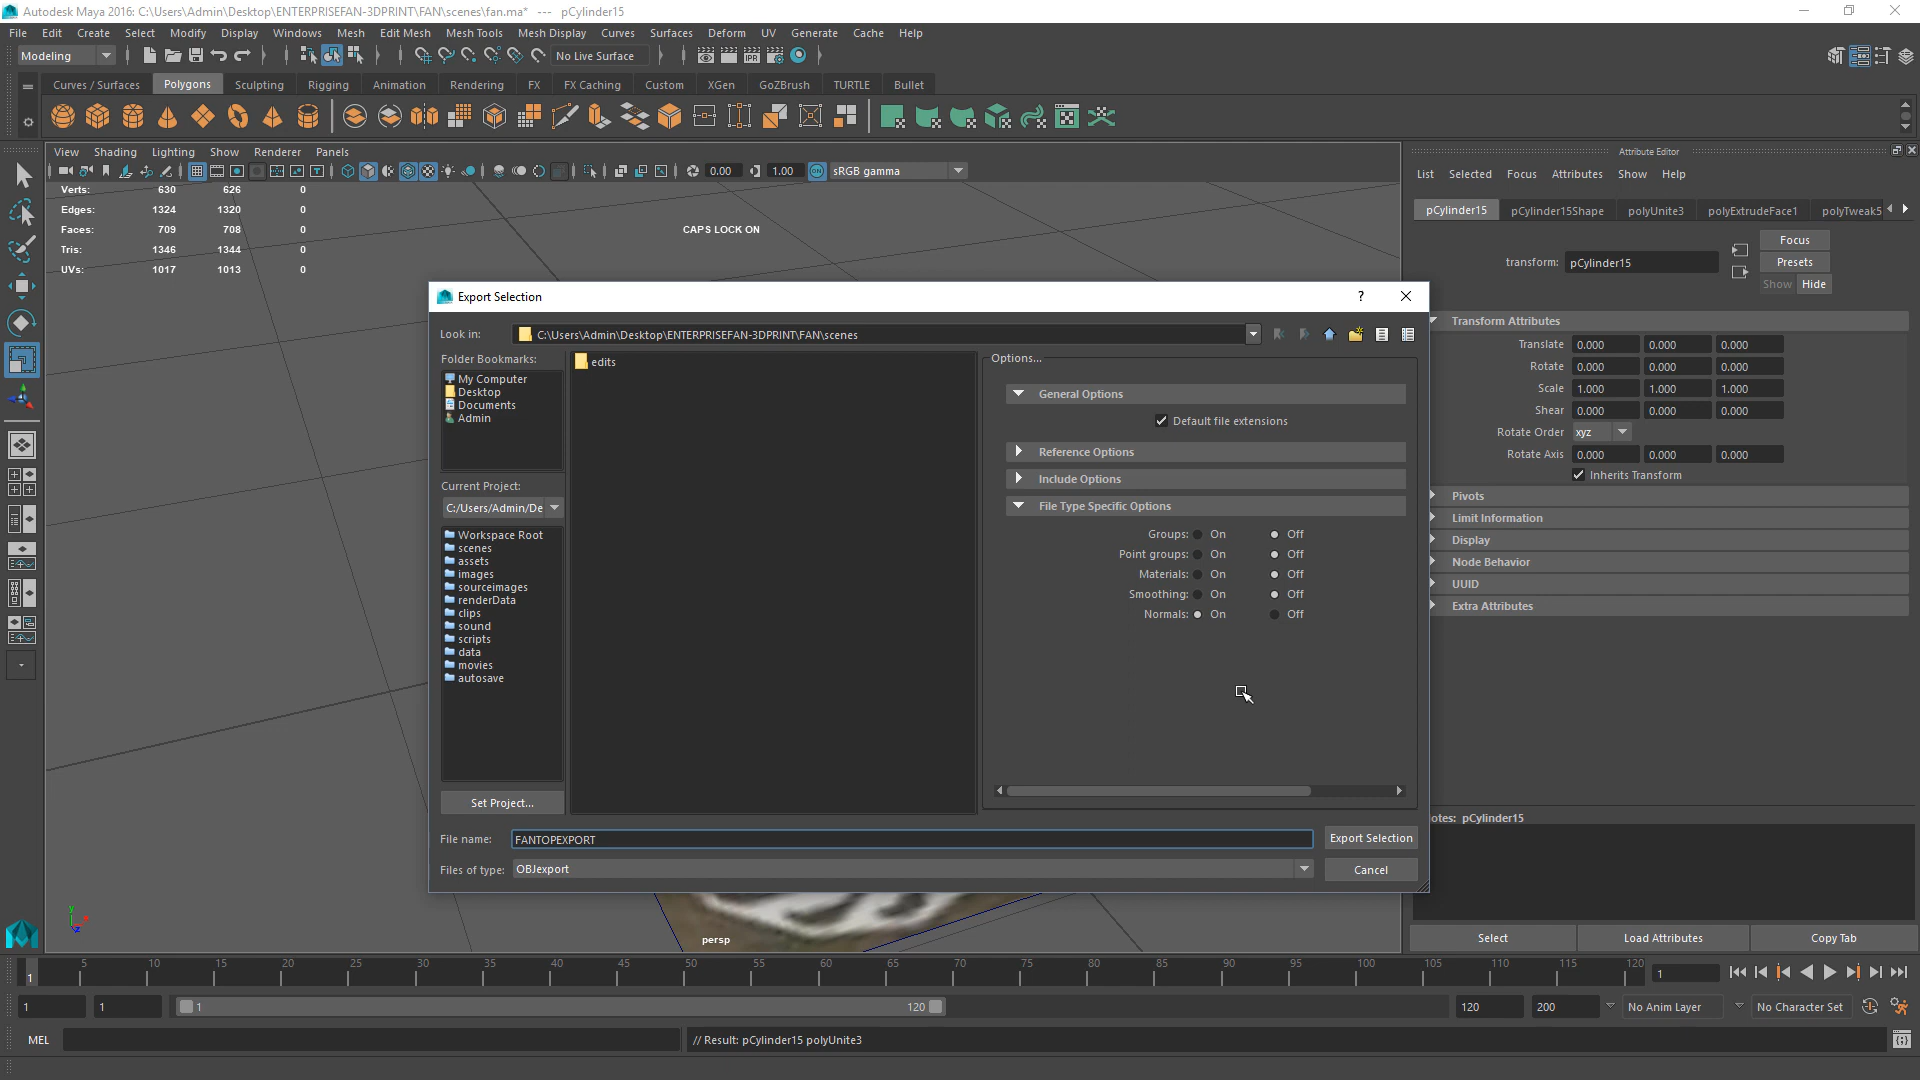 Autodesk Maya 2016: C:\Users\Admin\Desktop\ENTERPRISEFAN-3DPRINT\FAN\scenes\fan.ma* --- pCylinder15
File Edit Create Select Modify Display Windows Mesh Edit Mesh Mesh Tools Mesh Display Curves Surfaces Deform UV Generate Cache Help
Modeling No Live Surface
Curves / Surfaces Polygons Sculpting Rigging Animation Rendering FX FX Caching Custom XGen GoZBrush TURTLE Bullet
View Shading Lighting Show Renderer Panels
0.00 1.00 ON sRGB gamma
Verts: 630 626 0
Edges: 1324 1320 0
Faces: 709 708 0
Tris: 1346 1344 0
UVs: 1017 1013 0
CAPS LOCK ON
Export Selection ?
Look in: C:\Users\Admin\Desktop\ENTERPRISEFAN-3DPRINT\FAN\scenes
Folder Bookmarks:
My Computer
Desktop
Documents
Admin
Current Project:
C:/Users/Admin/De
Workspace Root
scenes
assets
images
sourceimages
renderData
clips
sound
scripts
data
movies
autosave
Set Project...
edits
Options...
General Options
Default file extensions
Reference Options
Include Options
File Type Specific Options
Groups: On Off
Point groups: On Off
Materials: On Off
Smoothing: On Off
Normals: On Off
File name: FANTOPEXPORT Export Selection
Files of type: OBJexport Cancel
persp
Attribute Editor
List Selected Focus Attributes Show Help
pCylinder15 pCylinder15Shape polyUnite3 polyExtrudeFace1 polyTweak5
transform: pCylinder15
Focus
Presets
Show Hide
Transform Attributes
Translate 0.000 0.000 0.000
Rotate 0.000 0.000 0.000
Scale 1.000 1.000 1.000
Shear 0.000 0.000 0.000
Rotate Order xyz
Rotate Axis 0.000 0.000 0.000
Inherits Transform
Pivots
Limit Information
Display
Node Behavior
UUID
Extra Attributes
otes: pCylinder15
Select Load Attributes Copy Tab
1 5 10 15 20 25 30 35 40 45 50 55 60 65 70 75 80 85 90 95 100 105 110 115 120 1
1 1 1 120 120 200 No Anim Layer No Character Set
MEL // Result: pCylinder15 polyUnite3